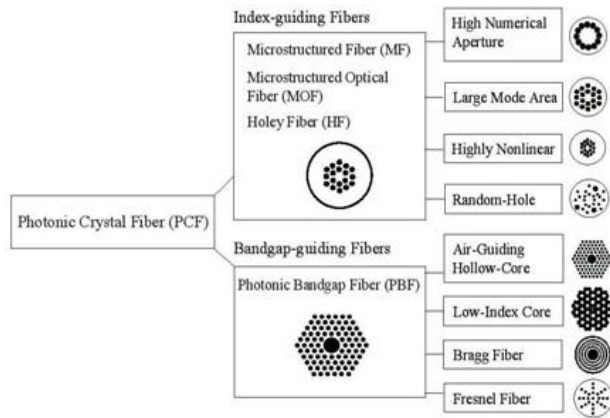 Index-guiding Fibers
Microstructured Fiber (MF)
Microstructured Optical
Fiber (MOF)
Holey Fiber (HF)
High Numerical
Aperture
Large Mode Area
Highly Nonlinear
Random-Hole
Photonic Crystal Fiber (PCF)
Bandgap-guiding Fibers
Photonic Bandgap Fiber (PBF)
Air-Guiding
Hollow-Core
Low-Index Core
Bragg Fiber
Fresnel Fiber